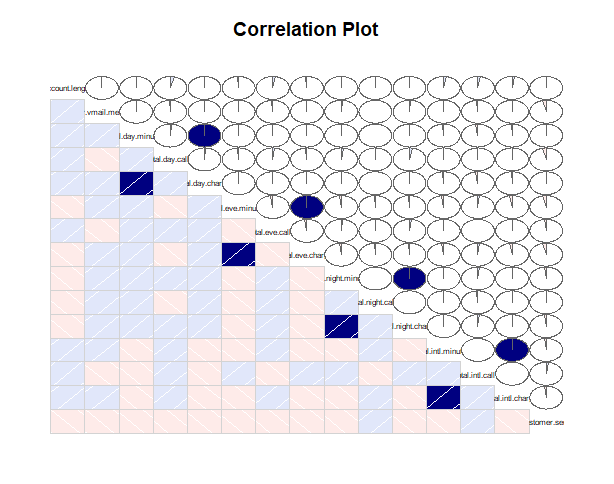 Correlation Plot
ccount.leng
r.vmail.me
l.day.minu
tal.day.call
al.day.char
l.eve.minu
tal.eve.call
al.eve.char
.night.minu
al.night.cal
l.night.char
al.intl.minu
otal.intl.call
al.intl.char
stomer.se